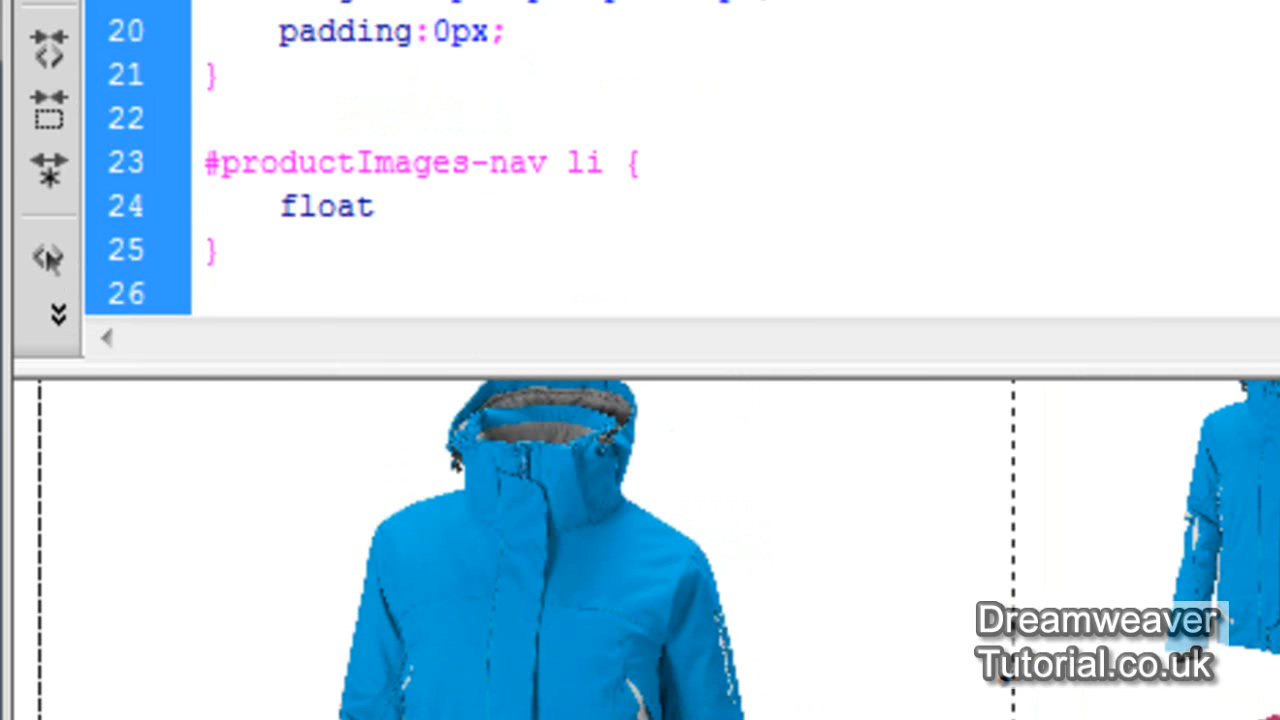 20 padding:0px;
21 }
22
23 #productImages-nav li {
24 float
25 }
26
Dreamweaver
Tutorial.co.uk